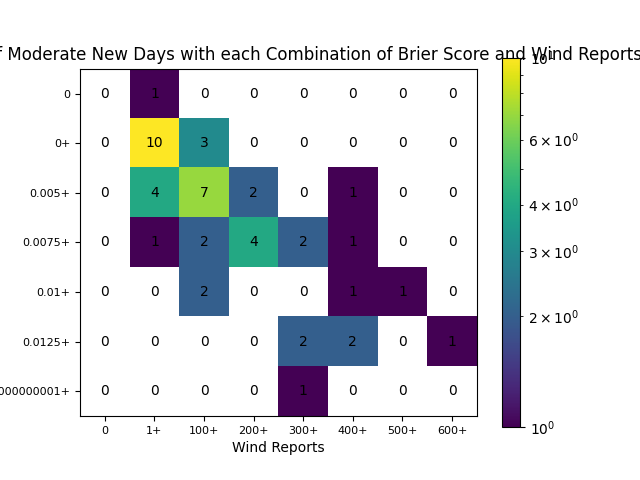 f Moderate New Days with each Combination of Brier Score and Wind Reports
0 0 1 0 0 0 0 0 0
0+ 0 10 3 0 0 0 0 0
0.005+ 0 4 7 2 0 1 0 0
0.0075+ 0 1 2 4 2 1 0 0
0.01+ 0 0 2 0 0 1 1 0
0.0125+ 0 0 0 0 2 2 0 1
000000001+ 0 0 0 0 1 0 0 0
0 1+ 100+ 200+ 300+ 400+ 500+ 600+
Wind Reports
10¹
6 × 10⁰
4 × 10⁰
3 × 10⁰
2 × 10⁰
10⁰